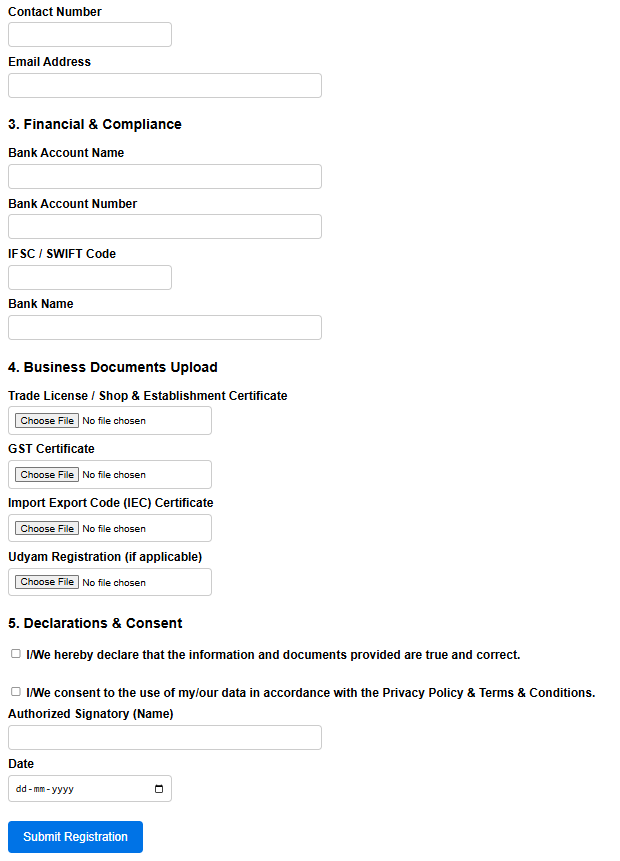 Contact Number
Email Address
3. Financial & Compliance
Bank Account Name
Bank Account Number
IFSC / SWIFT Code
Bank Name
4. Business Documents Upload
Trade License / Shop & Establishment Certificate
Choose File No file chosen
GST Certificate
Choose File No file chosen
Import Export Code (IEC) Certificate
Choose File No file chosen
Udyam Registration (if applicable)
Choose File No file chosen
5. Declarations & Consent
I/We hereby declare that the information and documents provided are true and correct.
I/We consent to the use of my/our data in accordance with the Privacy Policy & Terms & Conditions.
Authorized Signatory (Name)
Date
dd-mm-yyyy
Submit Registration